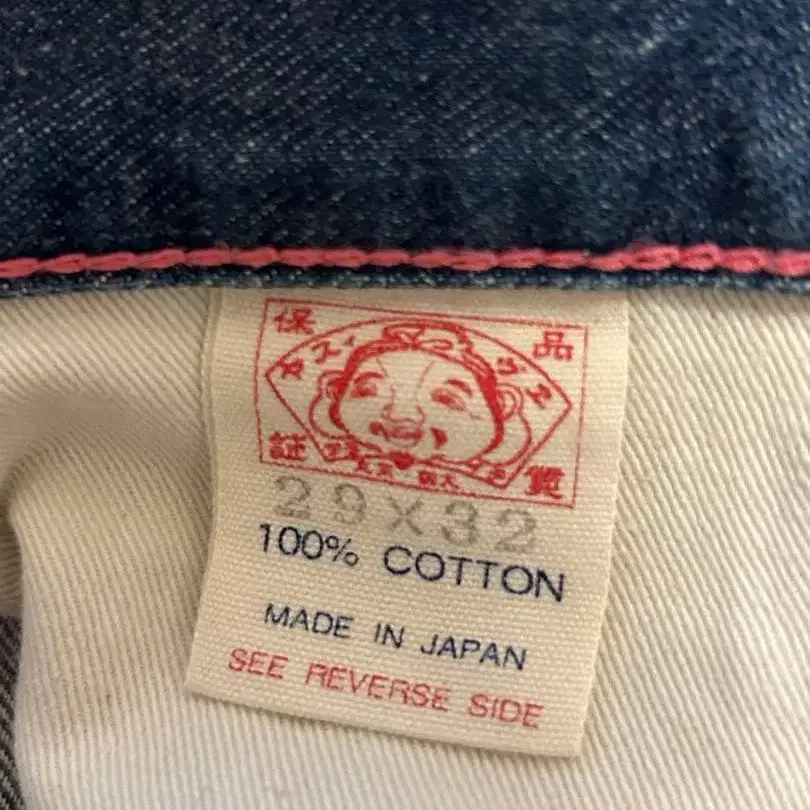 品質
保証
29X32
100% COTTON
MADE IN JAPAN
SEE REVERSE SIDE